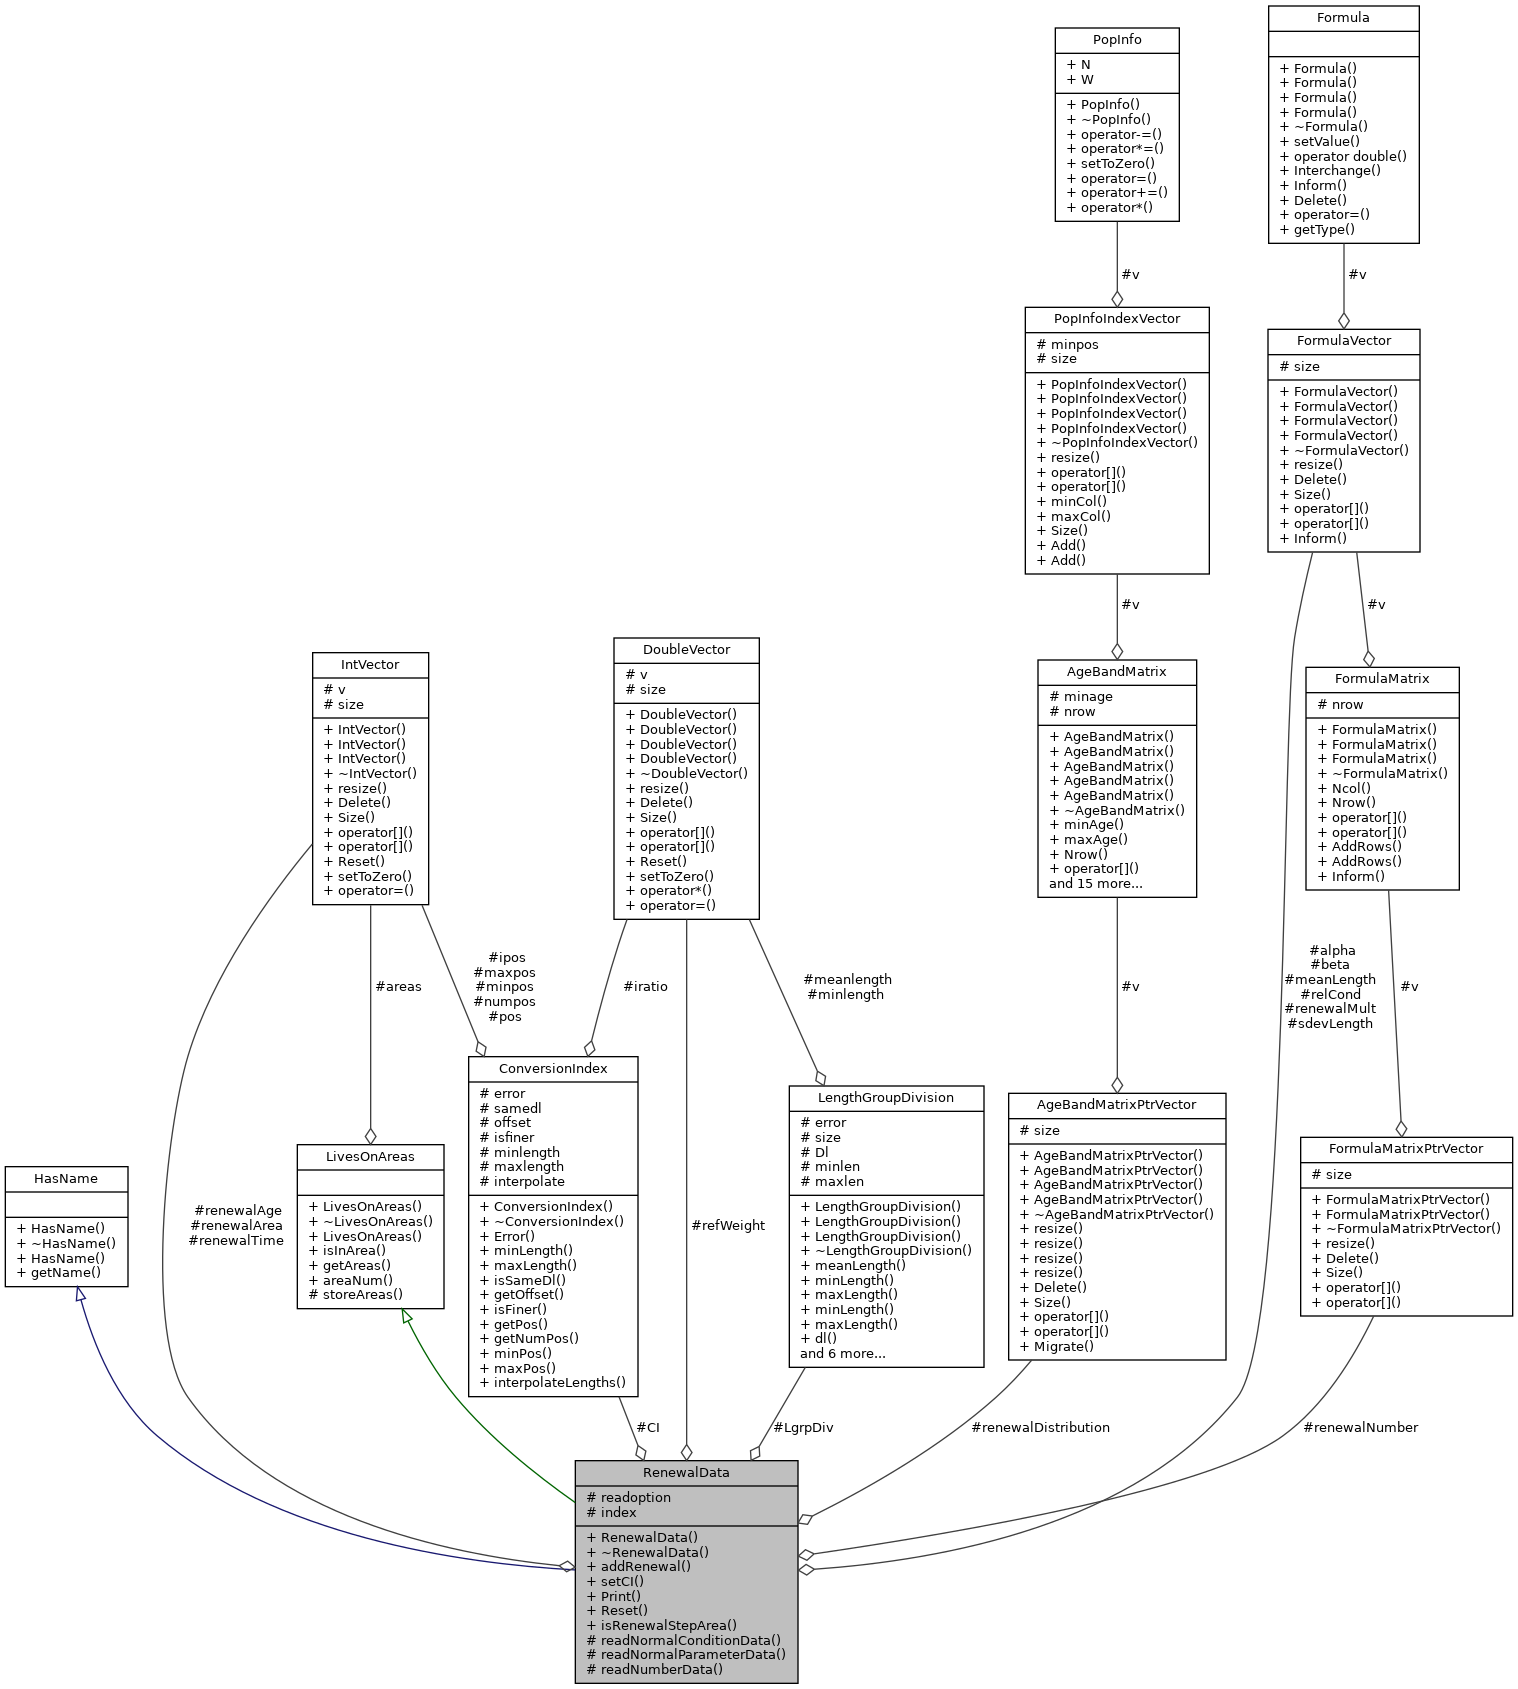 Formula
+ Formula()
+ Formula()
+ Formula()
+ Formula()
+ ~Formula()
+ setValue()
+ operator double()
+ Interchange()
+ Inform()
+ Delete()
+ operator=()
+ getType()
PopInfo
+ N
+ W
+ PopInfo()
+ ~PopInfo()
+ operator-=()
+ operator*=()
+ setToZero()
+ operator=()
+ operator+=()
+ operator*()
#v
#v
PopInfoIndexVector
# minpos
# size
+ PopInfoIndexVector()
+ PopInfoIndexVector()
+ PopInfoIndexVector()
+ PopInfoIndexVector()
+ ~PopInfoIndexVector()
+ resize()
+ operator[]()
+ operator[]()
+ minCol()
+ maxCol()
+ Size()
+ Add()
+ Add()
FormulaVector
# size
+ FormulaVector()
+ FormulaVector()
+ FormulaVector()
+ FormulaVector()
+ ~FormulaVector()
+ resize()
+ Delete()
+ Size()
+ operator[]()
+ operator[]()
+ Inform()
#v
#v
IntVector
# v
# size
+ IntVector()
+ IntVector()
+ IntVector()
+ ~IntVector()
+ resize()
+ Delete()
+ Size()
+ operator[]()
+ operator[]()
+ Reset()
+ setToZero()
+ operator=()
DoubleVector
# v
# size
+ DoubleVector()
+ DoubleVector()
+ DoubleVector()
+ DoubleVector()
+ ~DoubleVector()
+ resize()
+ Delete()
+ Size()
+ operator[]()
+ operator[]()
+ Reset()
+ setToZero()
+ operator*()
+ operator=()
AgeBandMatrix
# minage
# nrow
+ AgeBandMatrix()
+ AgeBandMatrix()
+ AgeBandMatrix()
+ AgeBandMatrix()
+ AgeBandMatrix()
+ ~AgeBandMatrix()
+ minAge()
+ maxAge()
+ Nrow()
+ operator[]()
and 15 more...
FormulaMatrix
# nrow
+ FormulaMatrix()
+ FormulaMatrix()
+ FormulaMatrix()
+ ~FormulaMatrix()
+ Ncol()
+ Nrow()
+ operator[]()
+ operator[]()
+ AddRows()
+ AddRows()
+ Inform()
#areas
#ipos
#maxpos
#minpos
#numpos
#pos
#iratio
#meanlength
#minlength
#v
#alpha
#beta
#meanLength
#relCond
#renewalMult
#sdevLength
#v
HasName
+ HasName()
+ ~HasName()
+ HasName()
+ getName()
#renewalAge
#renewalArea
#renewalTime
LivesOnAreas
+ LivesOnAreas()
+ ~LivesOnAreas()
+ LivesOnAreas()
+ isInArea()
+ getAreas()
+ areaNum()
# storeAreas()
ConversionIndex
# error
# samedl
# offset
# isfiner
# minlength
# maxlength
# interpolate
+ ConversionIndex()
+ ~ConversionIndex()
+ Error()
+ minLength()
+ maxLength()
+ isSameDl()
+ getOffset()
+ isFiner()
+ getPos()
+ getNumPos()
+ minPos()
+ maxPos()
+ interpolateLengths()
#refWeight
LengthGroupDivision
# error
# size
# Dl
# minlen
# maxlen
+ LengthGroupDivision()
+ LengthGroupDivision()
+ LengthGroupDivision()
+ ~LengthGroupDivision()
+ meanLength()
+ minLength()
+ maxLength()
+ minLength()
+ maxLength()
+ dl()
and 6 more...
AgeBandMatrixPtrVector
# size
+ AgeBandMatrixPtrVector()
+ AgeBandMatrixPtrVector()
+ AgeBandMatrixPtrVector()
+ AgeBandMatrixPtrVector()
+ ~AgeBandMatrixPtrVector()
+ resize()
+ resize()
+ resize()
+ resize()
+ Delete()
+ Size()
+ operator[]()
+ operator[]()
+ Migrate()
FormulaMatrixPtrVector
# size
+ FormulaMatrixPtrVector()
+ FormulaMatrixPtrVector()
+ ~FormulaMatrixPtrVector()
+ resize()
+ Delete()
+ Size()
+ operator[]()
+ operator[]()
#CI
#LgrpDiv
#renewalDistribution
#renewalNumber
RenewalData
# readoption
# index
+ RenewalData()
+ ~RenewalData()
+ addRenewal()
+ setCI()
+ Print()
+ Reset()
+ isRenewalStepArea()
# readNormalConditionData()
# readNormalParameterData()
# readNumberData()